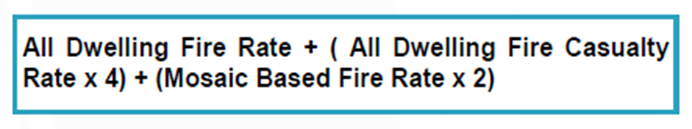 All Dwelling Fire Rate + ( All Dwelling Fire Casualty
Rate x 4) + (Mosaic Based Fire Rate x 2)